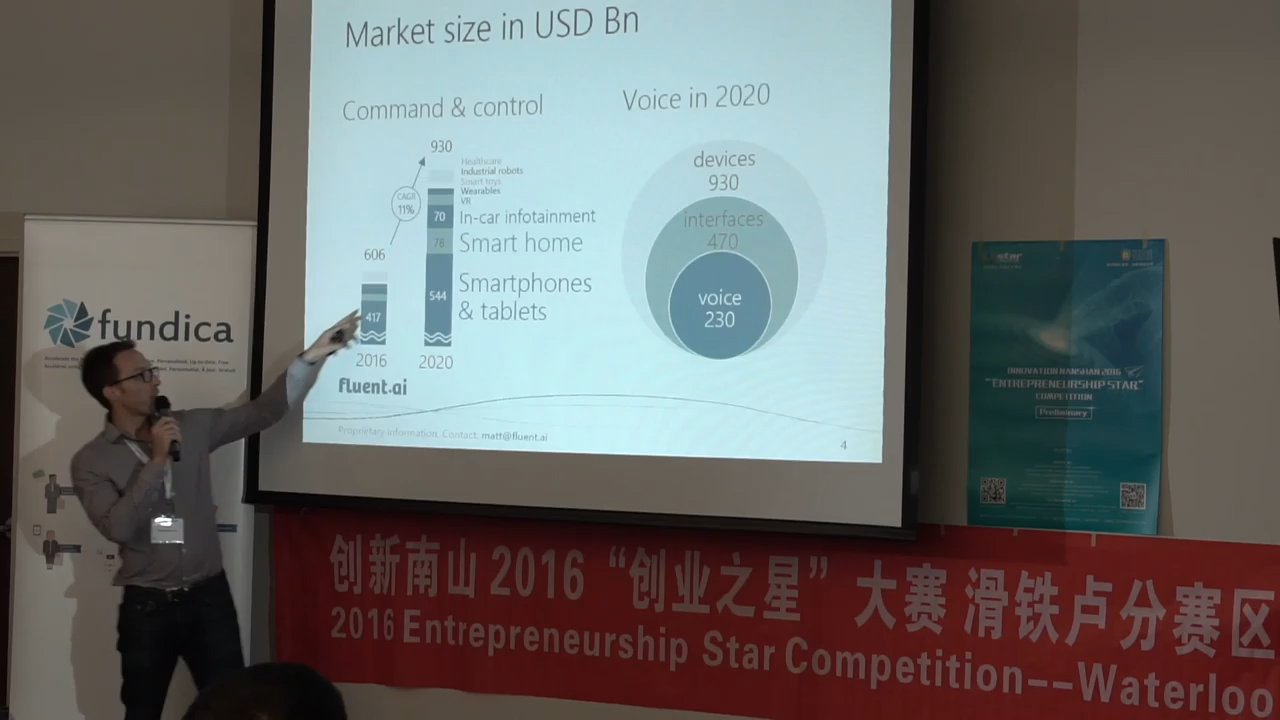 Market size in USD Bn
Command & control
Voice in 2020
930
Healthcare
Industrial robots
Smart toys
Wearables
VR
CAGR
11%
70
In-car infotainment
78
Smart home
606
544
Smartphones
& tablets
417
2016
2020
devices
930
interfaces
470
voice
230
fluent.ai
Proprietary information. Contact: matt@fluent.ai
4
fundica
INNOVATION NANSHAN 2016
"ENTREPRENEURSHIP STAR"
COMPETITION
Preliminary
创新南山 2016 “创业之星” 大赛 滑铁卢分赛区
2016 Entrepreneurship Star Competition--Waterloo